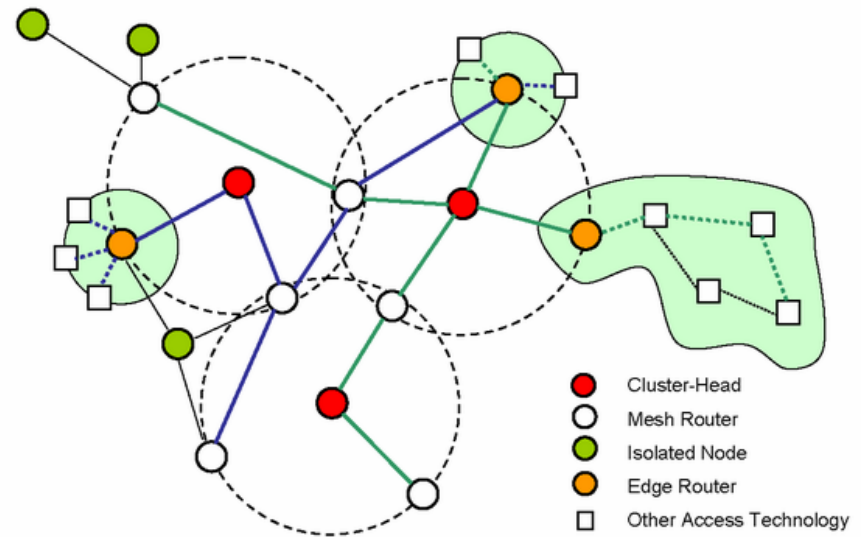 Cluster-Head
Mesh Router
Isolated Node
Edge Router
Other Access Technology